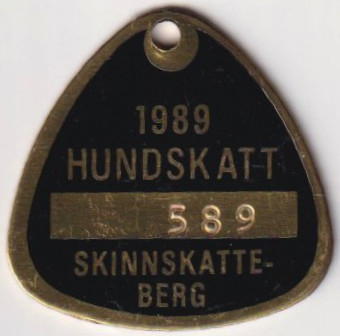 1989
HUNDSKATT
589
SKINNSKATTE-
BERG